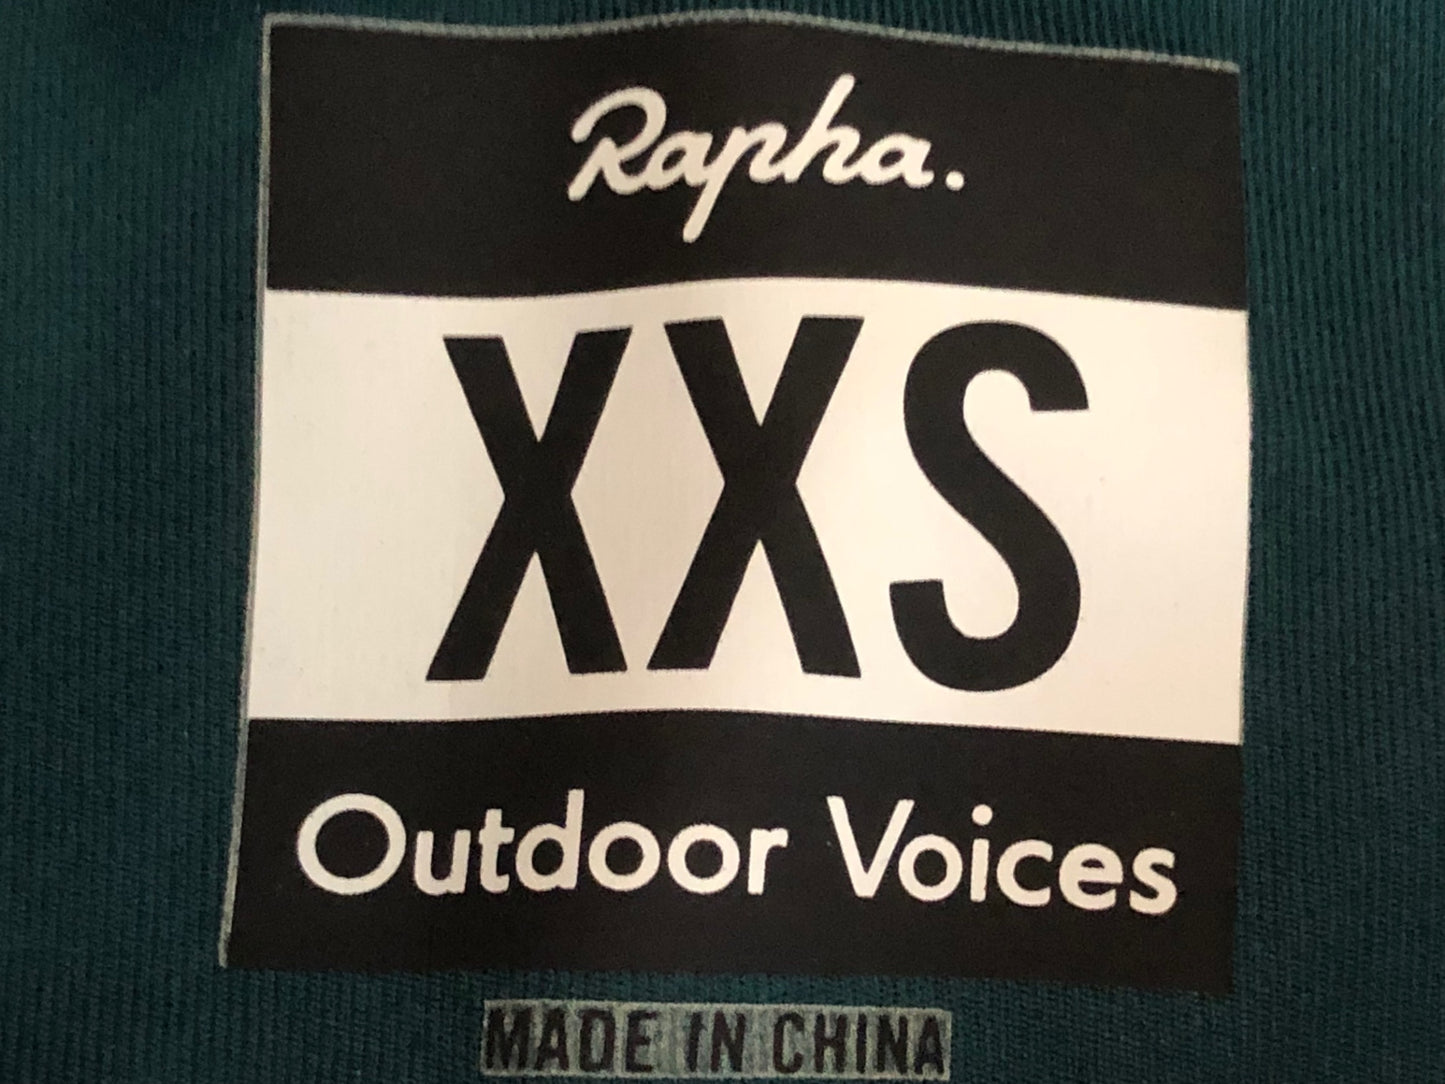 Rapha.
XXS
Outdoor Voices
MADE IN CHINA